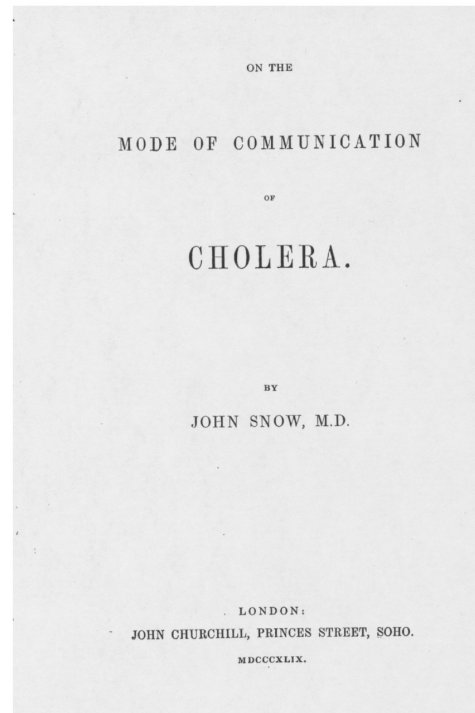 ON THE
MODE OF COMMUNICATION
OF
CHOLERA.
BY
JOHN SNOW, M.D.
LONDON:
JOHN CHURCHILL, PRINCES STREET, SOHO.
MDCCCXLIX.